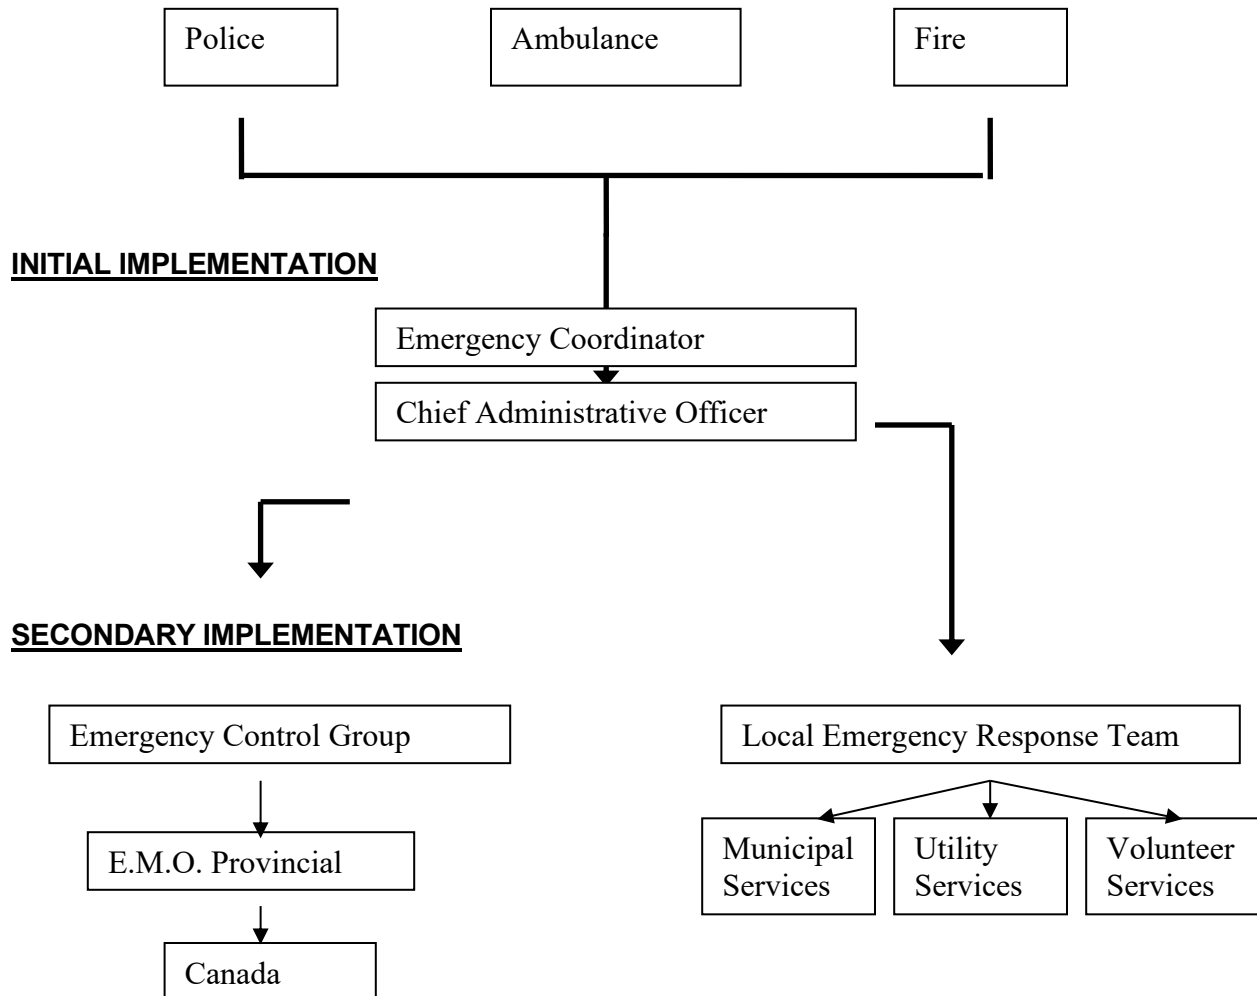 Police
Ambulance
Fire
INITIAL IMPLEMENTATION
Emergency Coordinator
Chief Administrative Officer
SECONDARY IMPLEMENTATION
Emergency Control Group
Local Emergency Response Team
E.M.O. Provincial
Municipal
Services
Utility
Services
Volunteer
Services
Canada